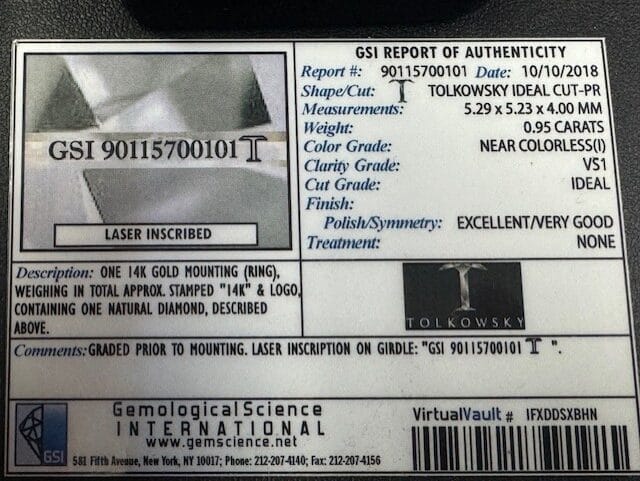 GSI REPORT OF AUTHENTICITY
Report #: 90115700101 Date: 10/10/2018
Shape/Cut: T TOLKOWSKY IDEAL CUT-PR
Measurements: 5.29 x 5.23 x 4.00 MM
Weight: 0.95 CARATS
Color Grade: NEAR COLORLESS(I)
Clarity Grade: VS1
Cut Grade: IDEAL
Finish:
Polish/Symmetry: EXCELLENT/VERY GOOD
Treatment: NONE
GSI 90115700101 T
LASER INSCRIBED
Description: ONE 14K GOLD MOUNTING (RING),
WEIGHING IN TOTAL APPROX. STAMPED "14K" & LOGO,
CONTAINING ONE NATURAL DIAMOND, DESCRIBED
ABOVE.
T
TOLKOWSKY
Comments: GRADED PRIOR TO MOUNTING. LASER INSCRIPTION ON GIRDLE: "GSI 90115700101 T ".
GSI
Gemological Science
INTERNATIONAL
www.gemscience.net
581 Fifth Avenue, New York, NY 10017; Phone: 212-207-4140; Fax: 212-207-4156
VirtualVault # IFXDDSXBHN